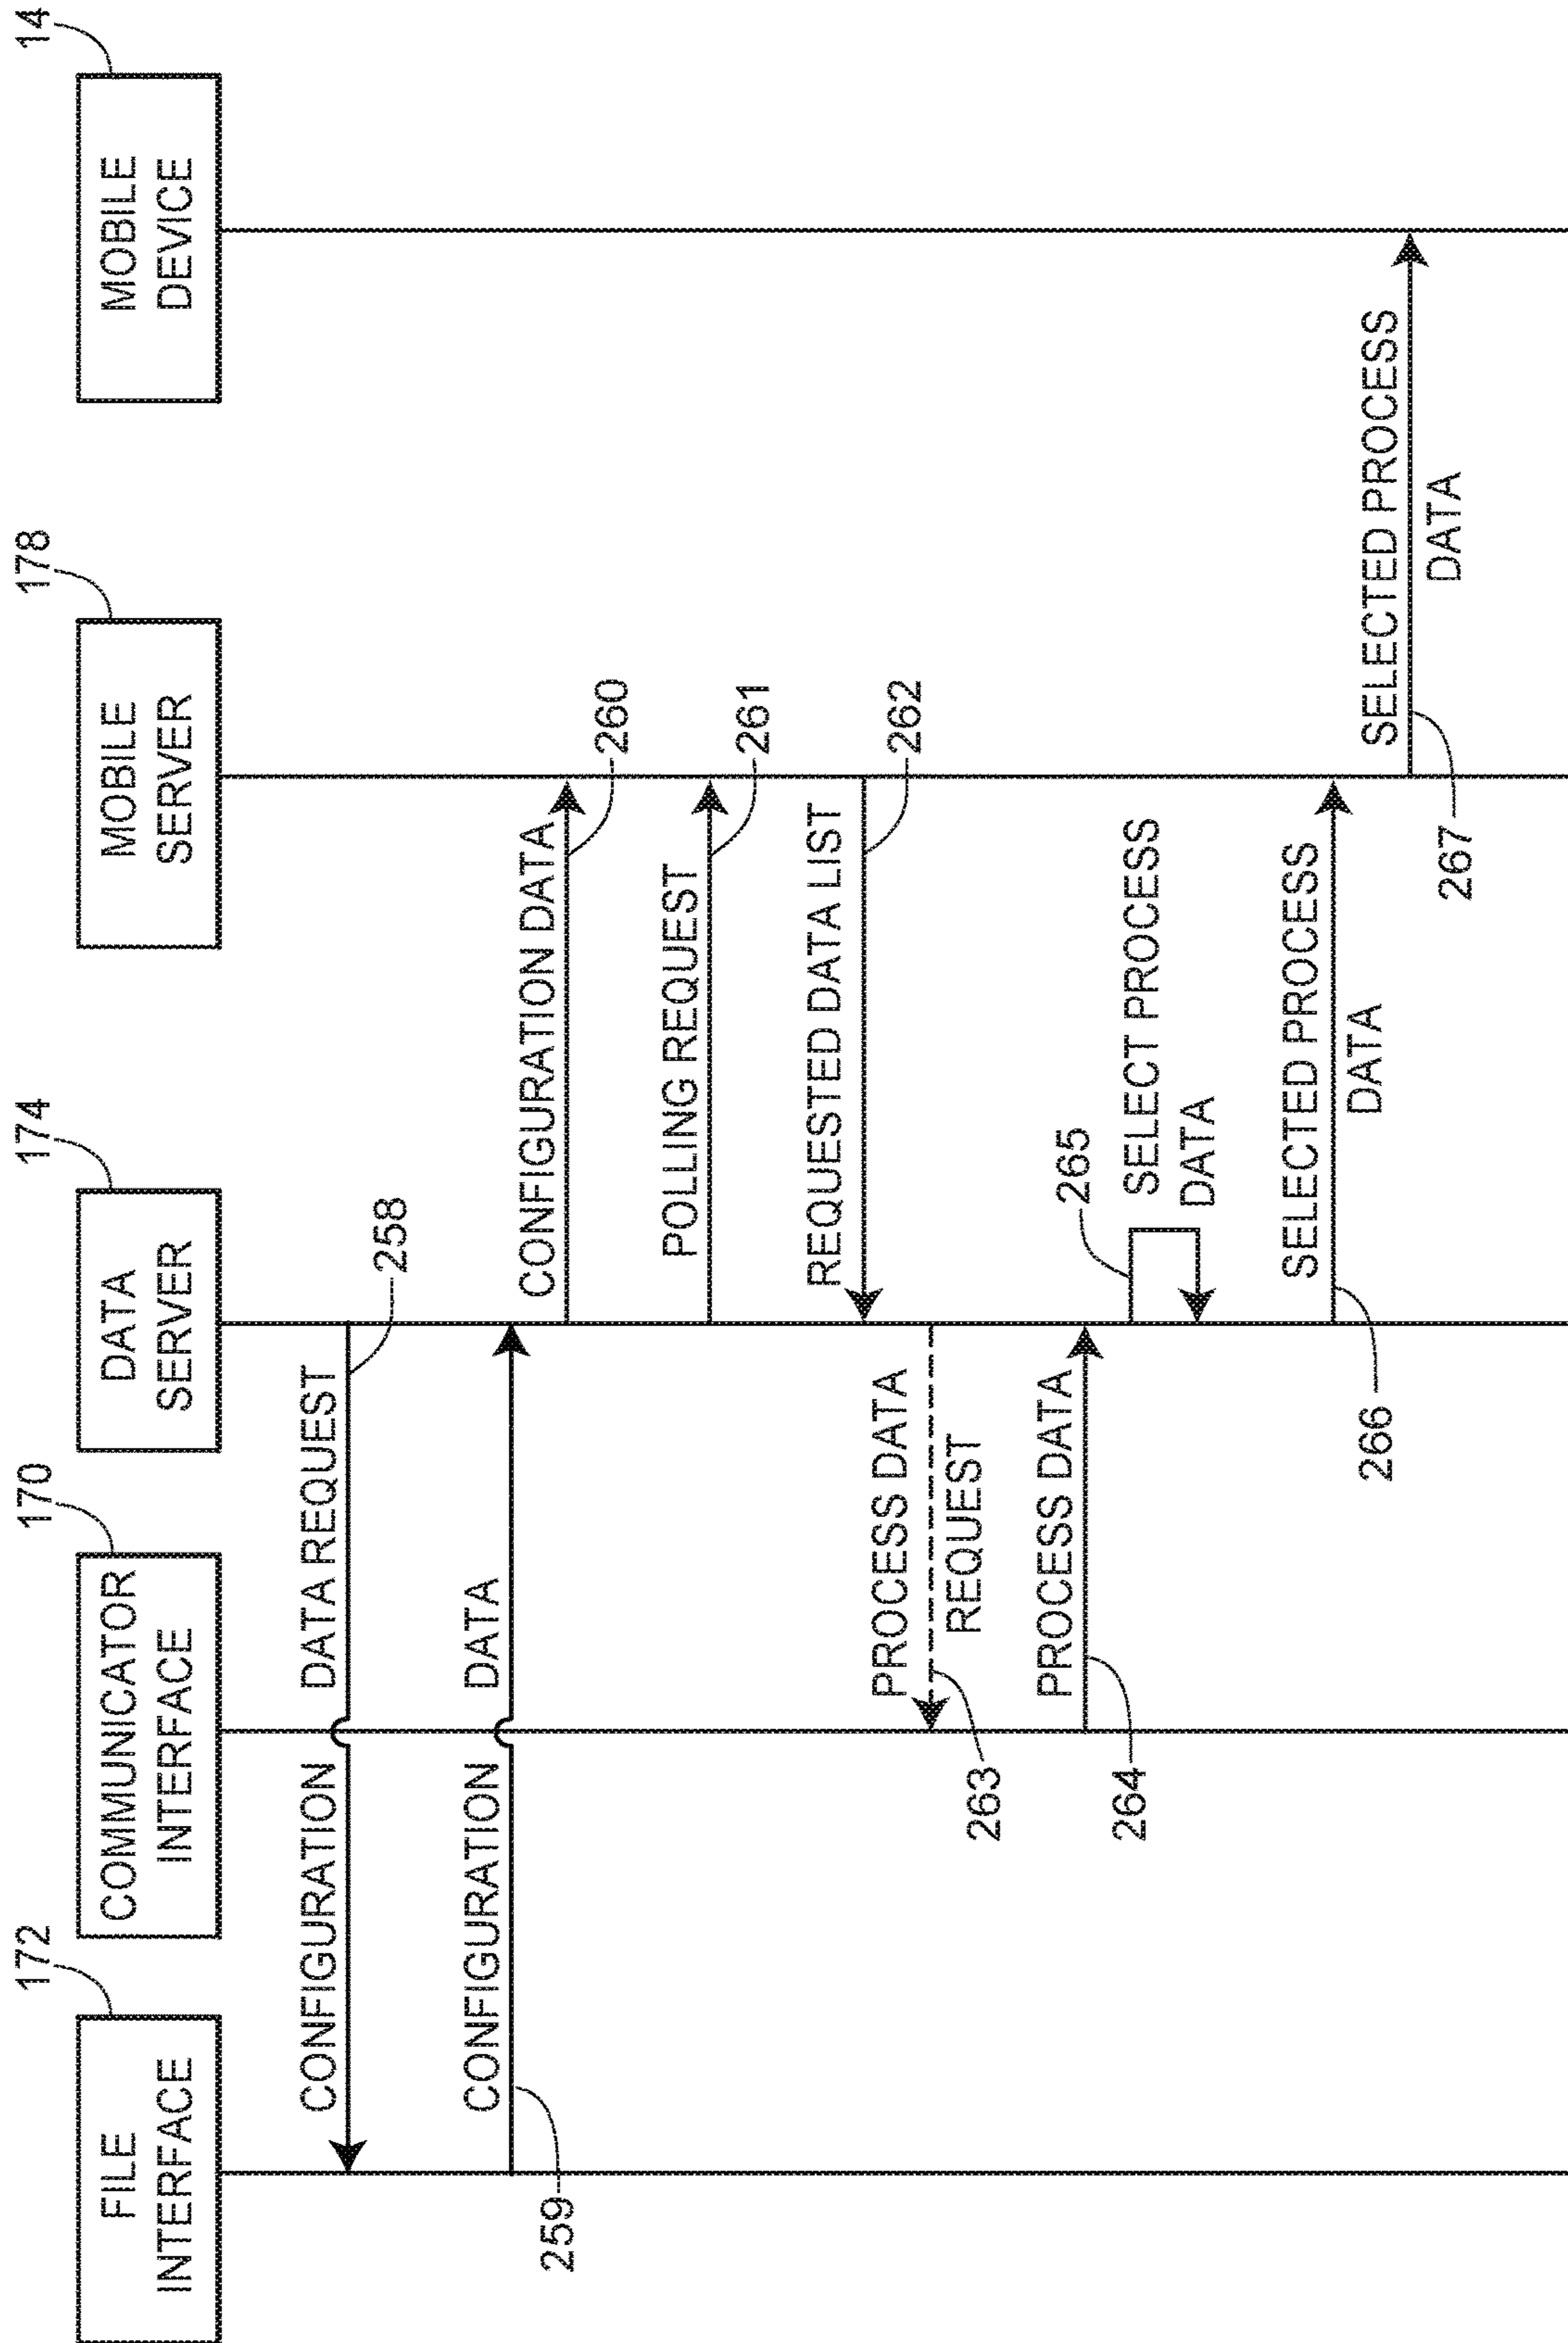 172
FILE
INTERFACE
170
COMMUNICATOR
INTERFACE
174
DATA
SERVER
178
MOBILE
SERVER
14
MOBILE
DEVICE
CONFIGURATION DATA REQUEST
258
CONFIGURATION DATA
259
CONFIGURATION DATA
260
POLLING REQUEST
261
REQUESTED DATA LIST
262
PROCESS DATA
REQUEST
263
PROCESS DATA
264
265
SELECT PROCESS
DATA
SELECTED PROCESS
DATA
266
SELECTED PROCESS
DATA
267